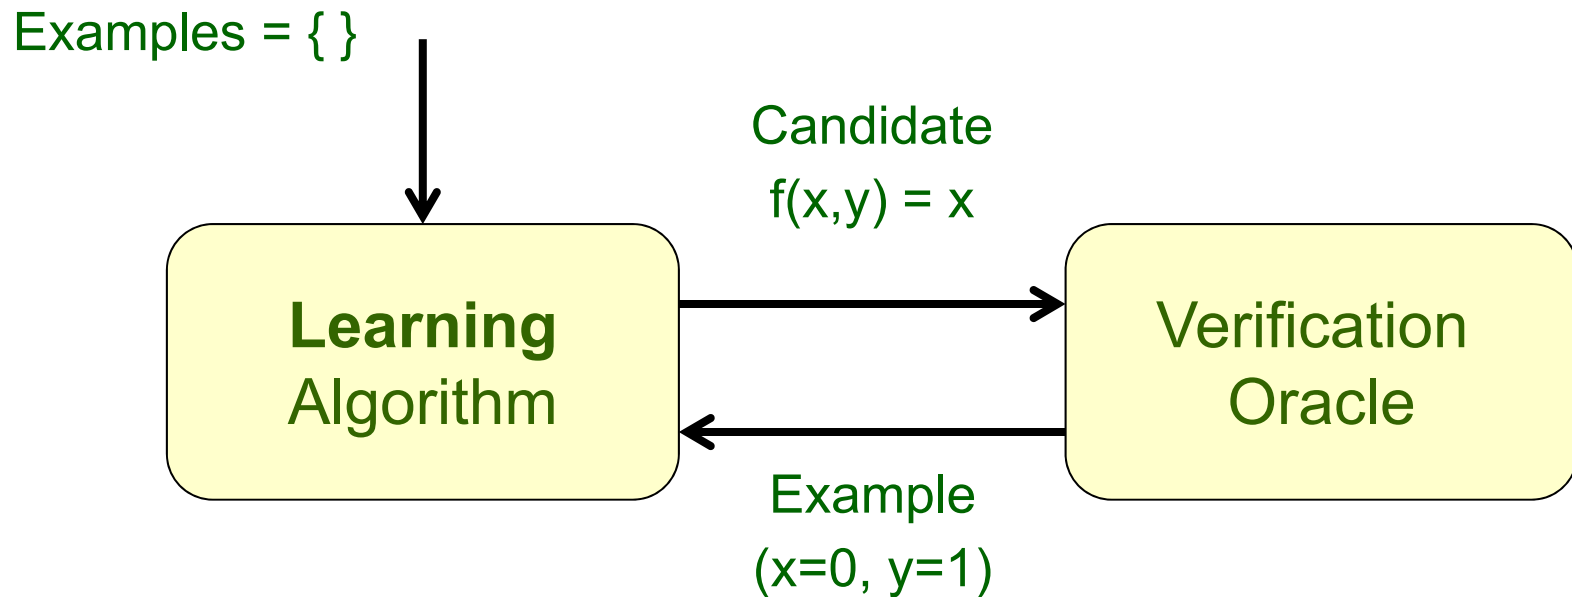 Examples = { }
Candidate
f(x,y) = x
Learning
Algorithm
Verification
Oracle
Example
(x=0, y=1)